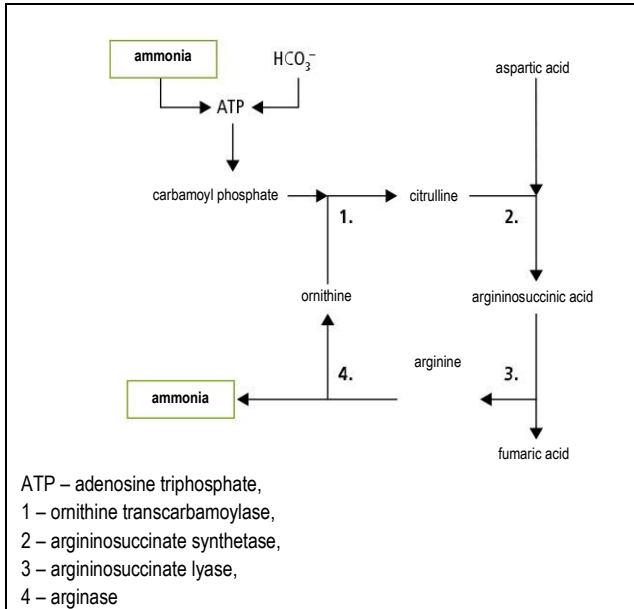 ammonia
HCO₃⁻
aspartic acid
ATP
carbamoyl phosphate
citrulline
1.
2.
ornithine
argininosuccinic acid
arginine
4.
3.
ammonia
fumaric acid
ATP – adenosine triphosphate,
1 – ornithine transcarbamoylase,
2 – argininosuccinate synthetase,
3 – argininosuccinate lyase,
4 – arginase